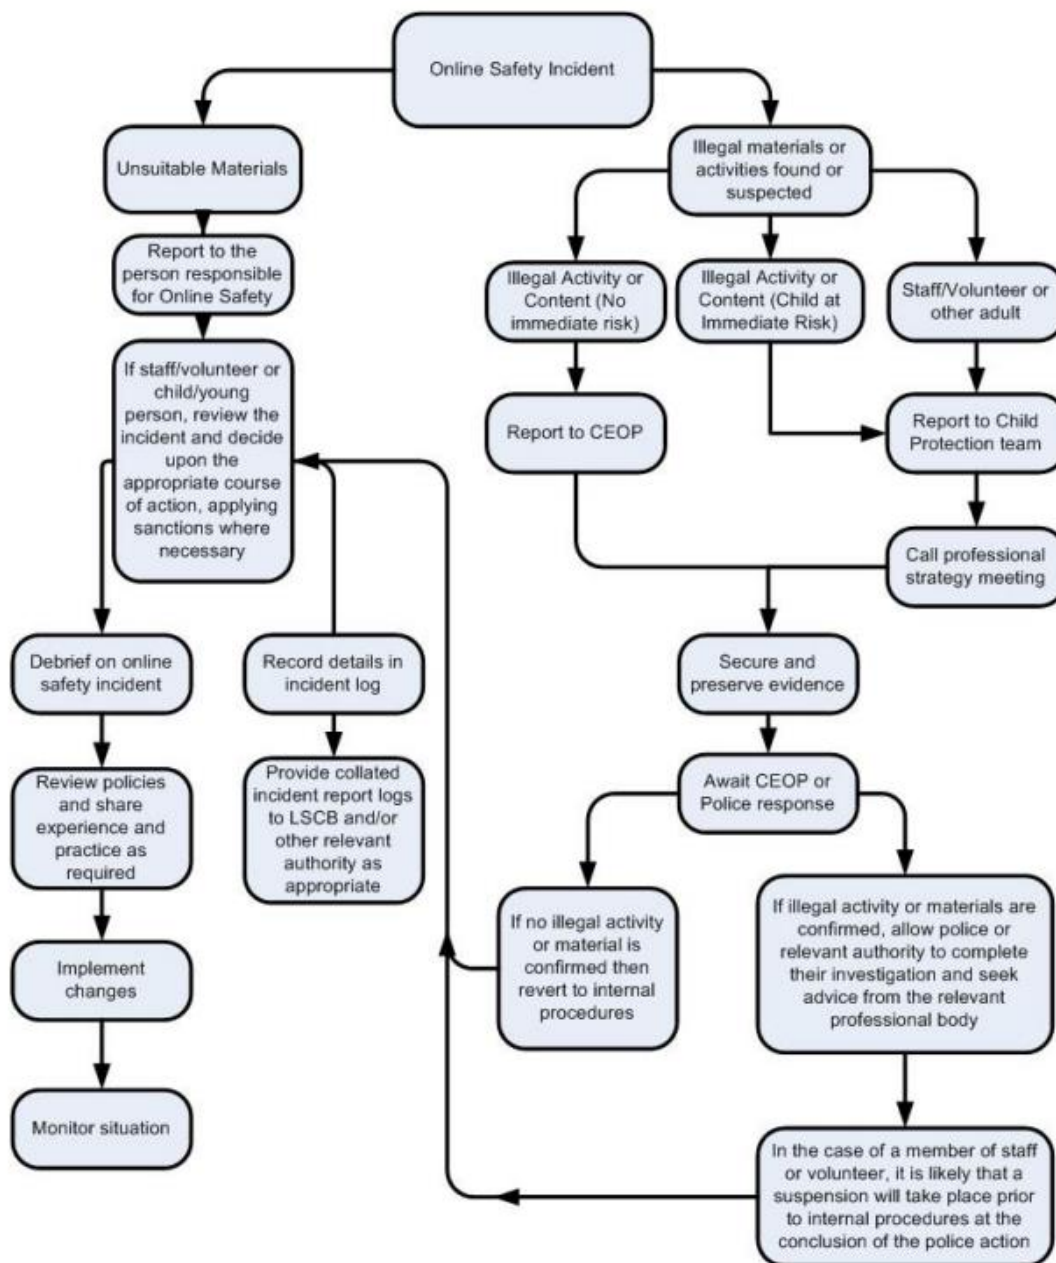 Online Safety Incident
Unsuitable Materials
Report to the
person responsible
for Online Safety
If staff/volunteer or
child/young
person, review the
incident and decide
upon the
appropriate course
of action, applying
sanctions where
necessary
Debrief on online
safety incident
Review policies
and share
experience and
practice as
required
Implement
changes
Monitor situation
Record details in
incident log
Provide collated
incident report logs
to LSCB and/or
other relevant
authority as
appropriate
Illegal materials or
activities found or
suspected
Illegal Activity or
Content (No
immediate risk)
Illegal Activity or
Content (Child at
Immediate Risk)
Staff/Volunteer or
other adult
Report to CEOP
Report to Child
Protection team
Call professional
strategy meeting
Secure and
preserve evidence
Await CEOP or
Police response
If no illegal activity
or material is
confirmed then
revert to internal
procedures
If illegal activity or materials are
confirmed, allow police or
relevant authority to complete
their investigation and seek
advice from the relevant
professional body
In the case of a member of staff
or volunteer, it is likely that a
suspension will take place prior
to internal procedures at the
conclusion of the police action